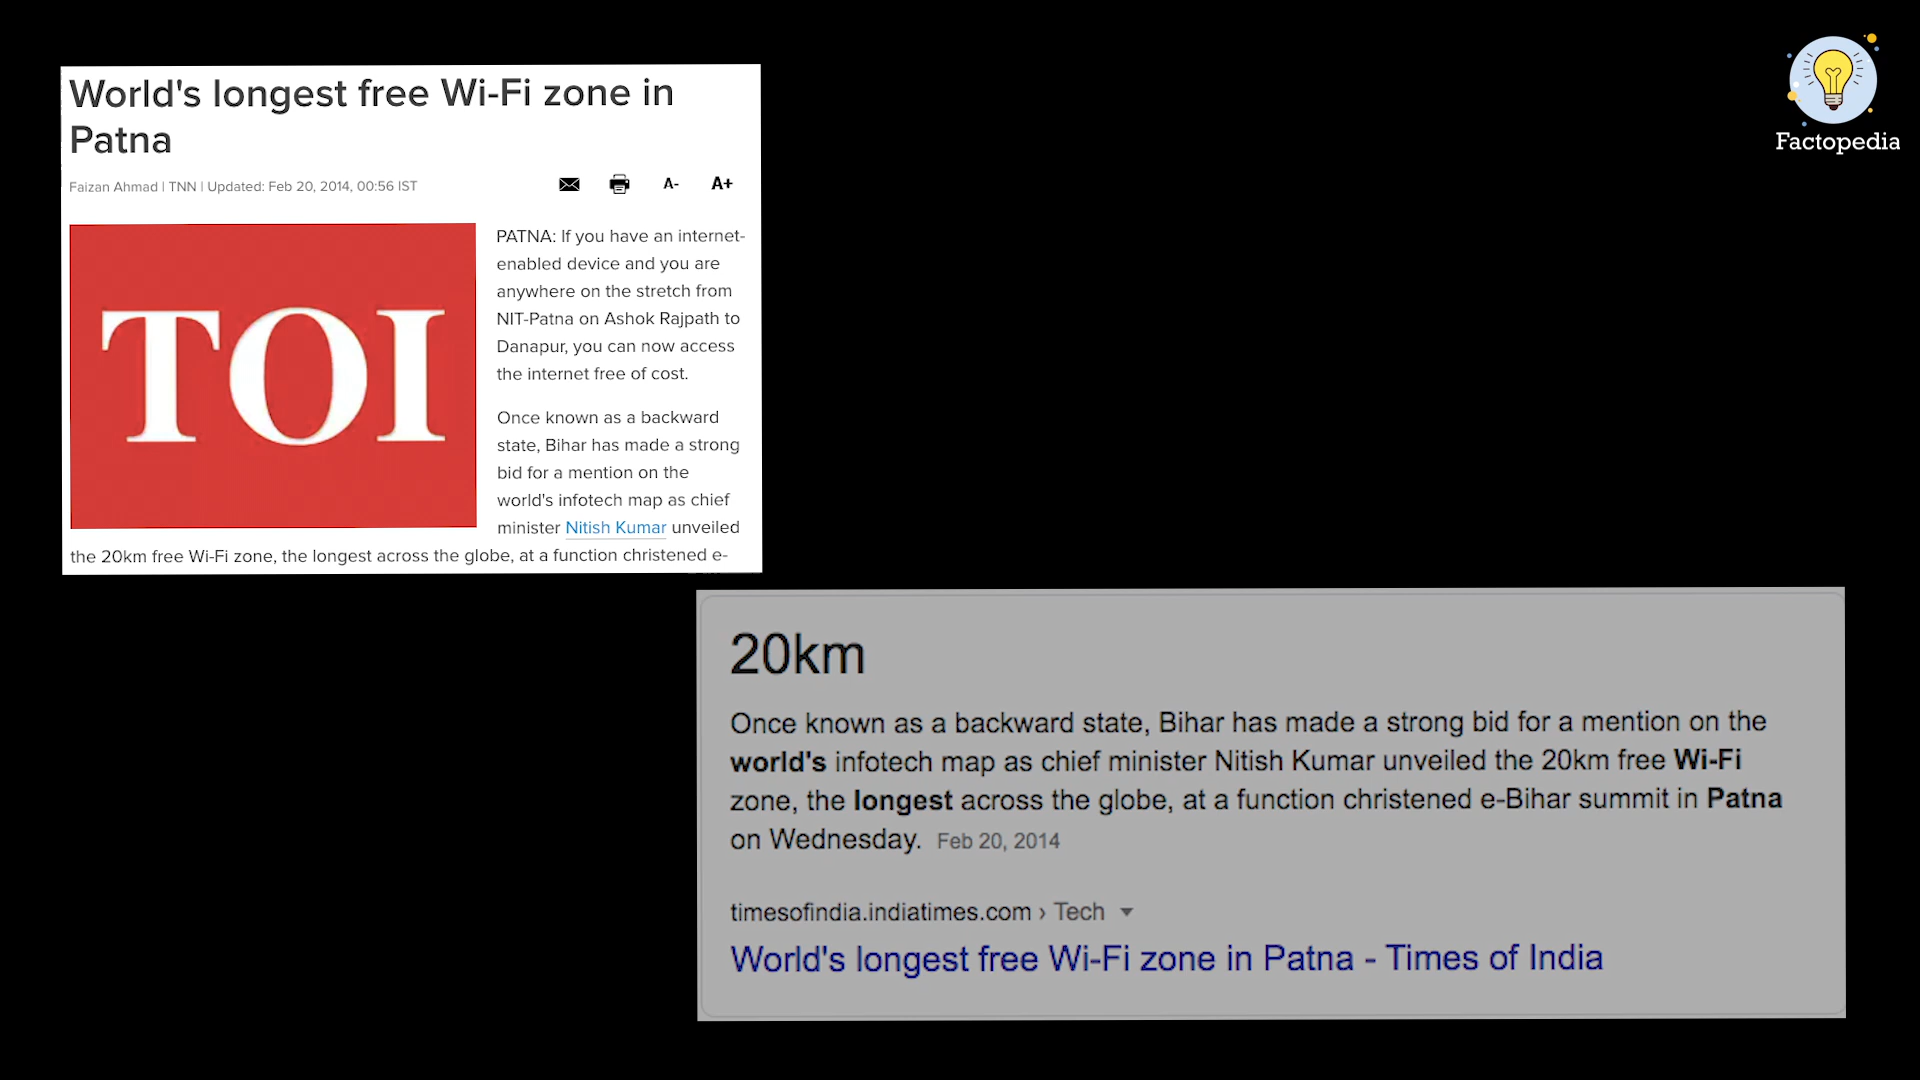 World's longest free Wi-Fi zone in
Patna
Faizan Ahmad | TNN | Updated: Feb 20, 2014, 00:56 IST
A-
A+
TOI
PATNA: If you have an internet-
enabled device and you are
anywhere on the stretch from
NIT-Patna on Ashok Rajpath to
Danapur, you can now access
the internet free of cost.
Once known as a backward
state, Bihar has made a strong
bid for a mention on the
world's infotech map as chief
minister Nitish Kumar unveiled
the 20km free Wi-Fi zone, the longest across the globe, at a function christened e-
Factopedia
20km
Once known as a backward state, Bihar has made a strong bid for a mention on the
world's infotech map as chief minister Nitish Kumar unveiled the 20km free Wi-Fi
zone, the longest across the globe, at a function christened e-Bihar summit in Patna
on Wednesday. Feb 20, 2014
timesofindia.indiatimes.com › Tech
World's longest free Wi-Fi zone in Patna - Times of India